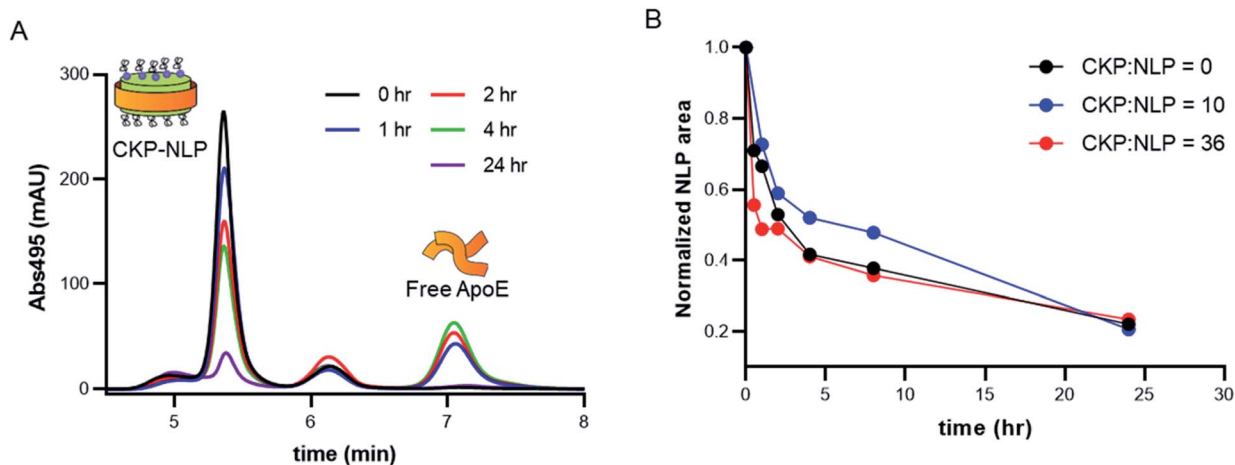 A
300
200
100
0
Abs495 (mAU)
CKP-NLP
0 hr
2 hr
1 hr
4 hr
24 hr
Free ApoE
5
6
7
8
time (min)
B
1.0
0.8
0.6
0.4
0.2
Normalized NLP area
CKP:NLP = 0
CKP:NLP = 10
CKP:NLP = 36
0
5
10
15
20
25
30
time (hr)